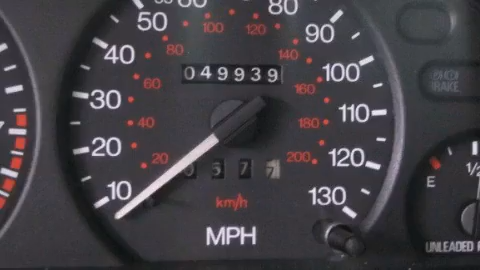 50 60 80
40 80 100 120 90
049939 140 100
60 160
30 110
40 180
20 20 200 120
10 130
km/h
MPH
BRAKE
1/2
E
UNLEADED